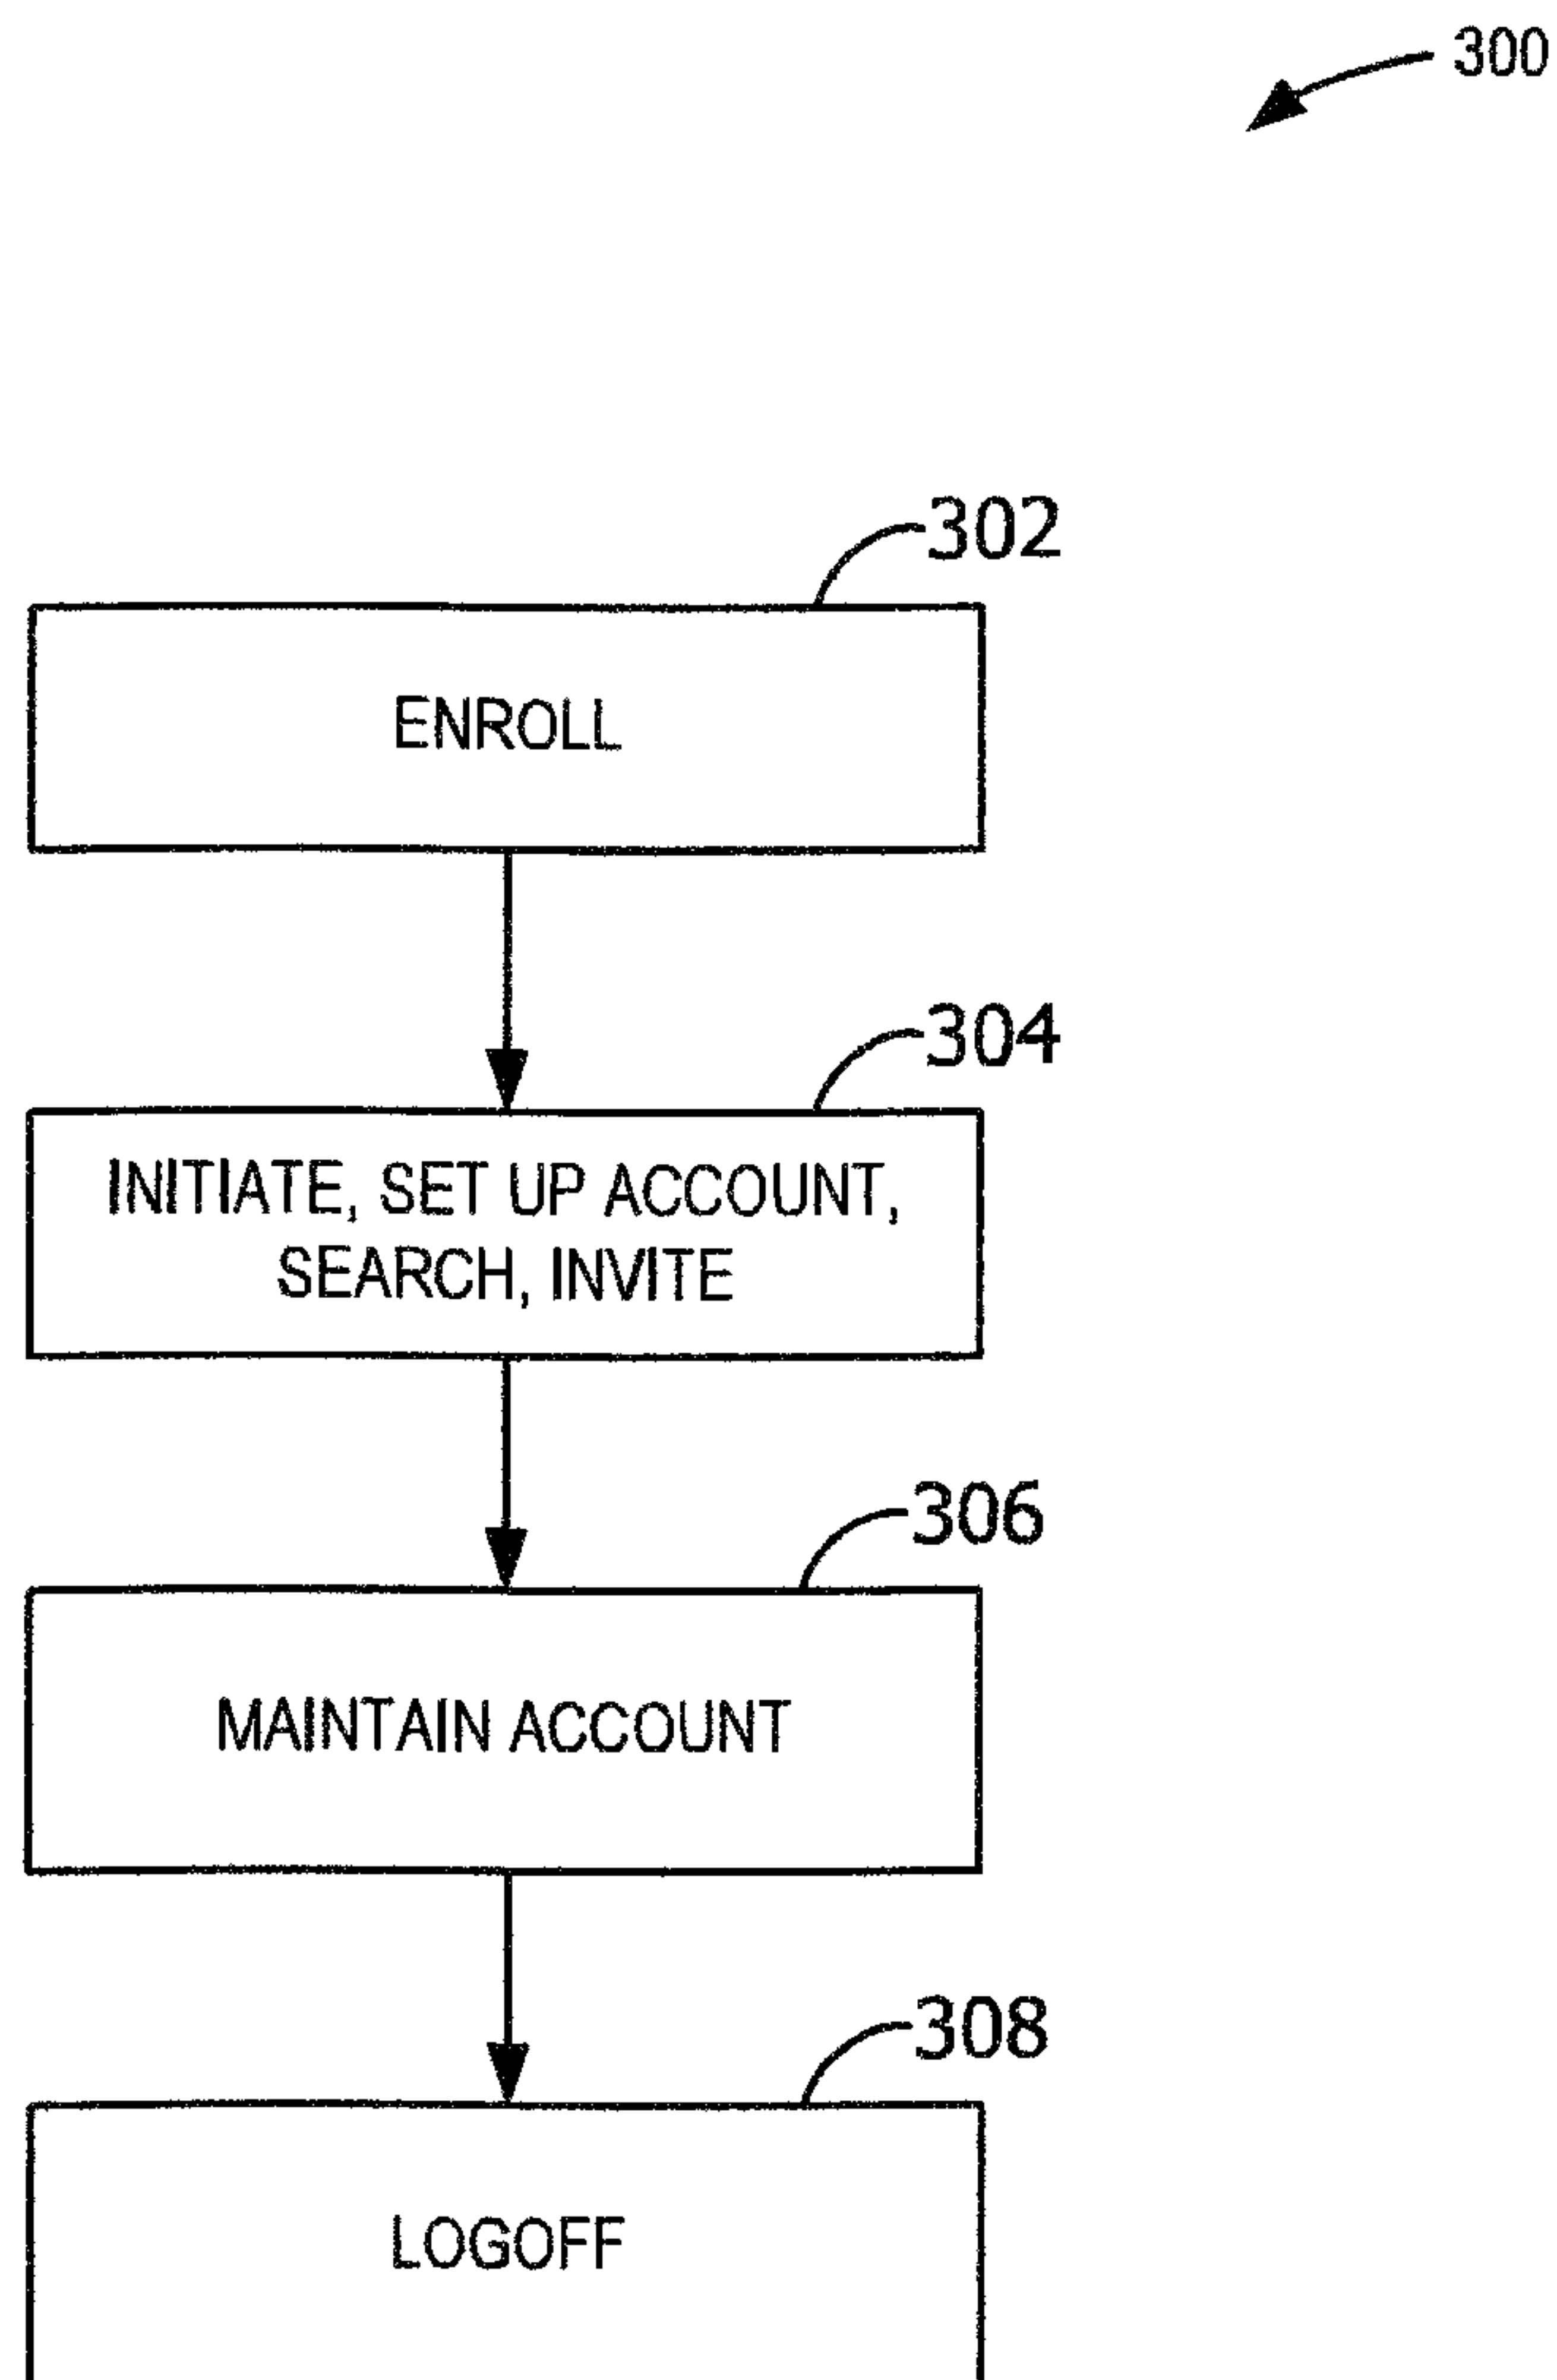 300
302
ENROLL
304
INITIATE, SET UP ACCOUNT,
SEARCH, INVITE
306
MAINTAIN ACCOUNT
308
LOGOFF